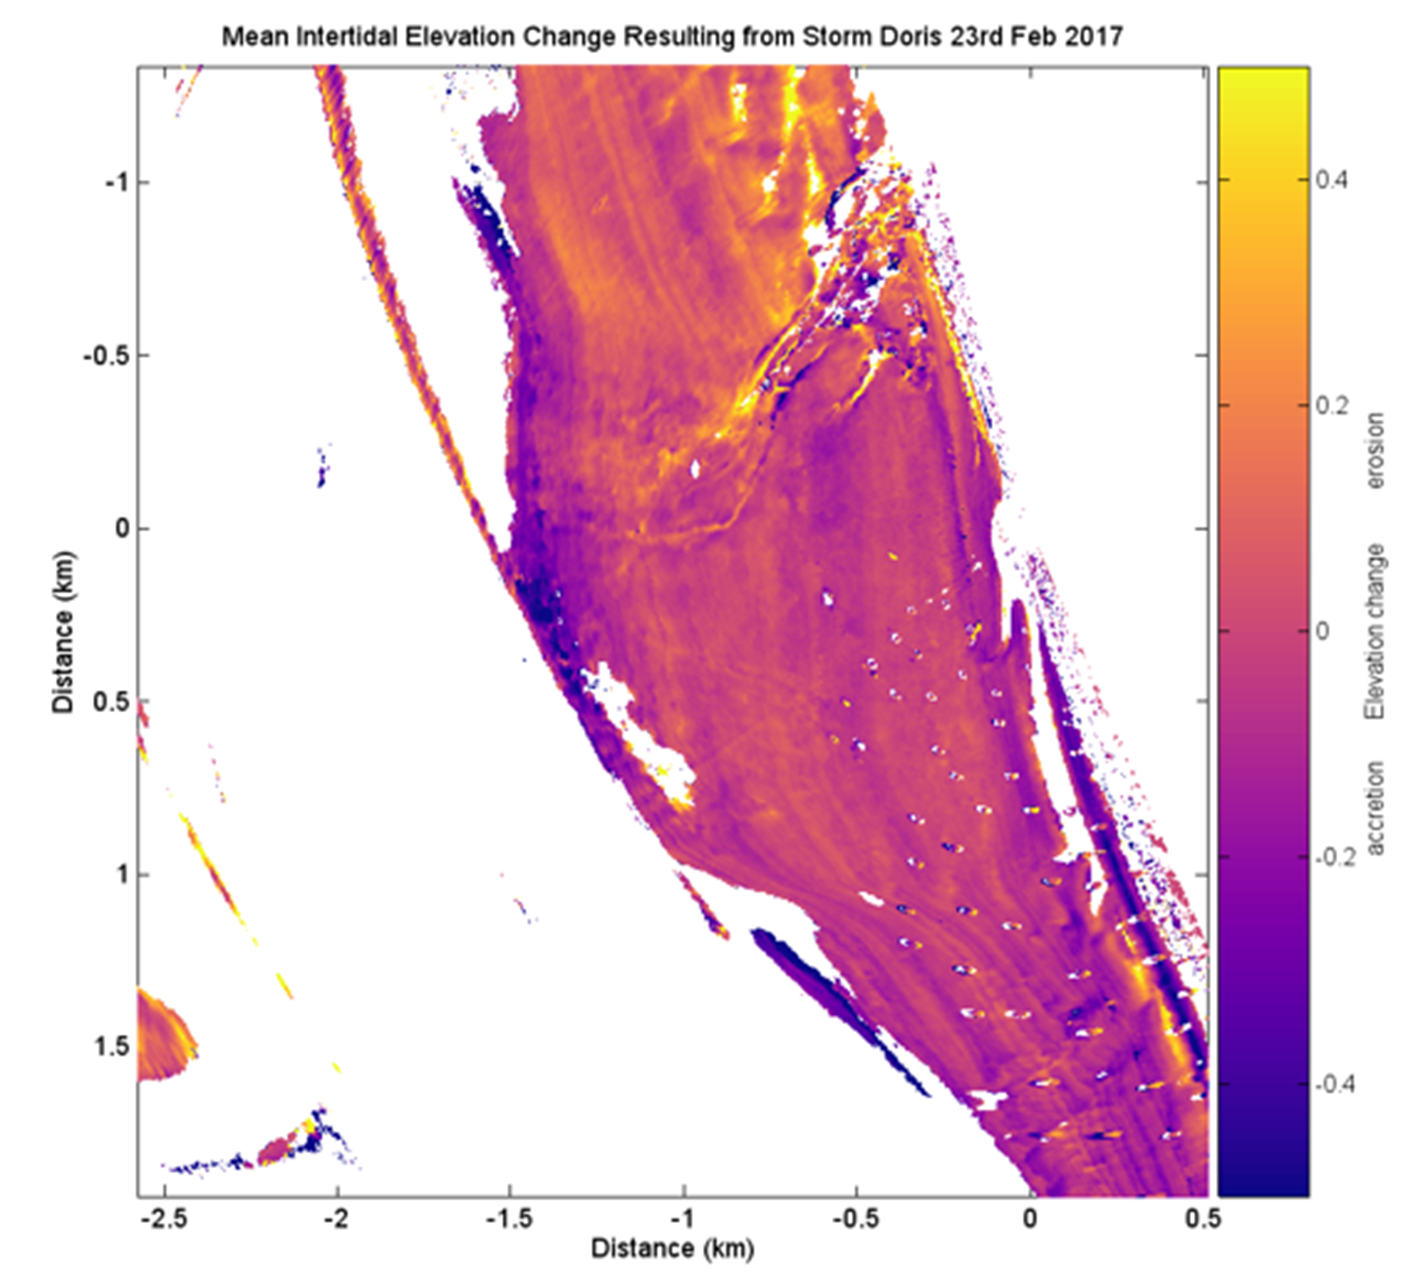 Mean Intertidal Elevation Change Resulting from Storm Doris 23rd Feb 2017
-1
-0.5
0
0.5
1
1.5
Distance (km)
-2.5 -2 -1.5 -1 -0.5 0 0.5
Distance (km)
0.4
0.2
0
-0.2
-0.4
accretion Elevation change erosion